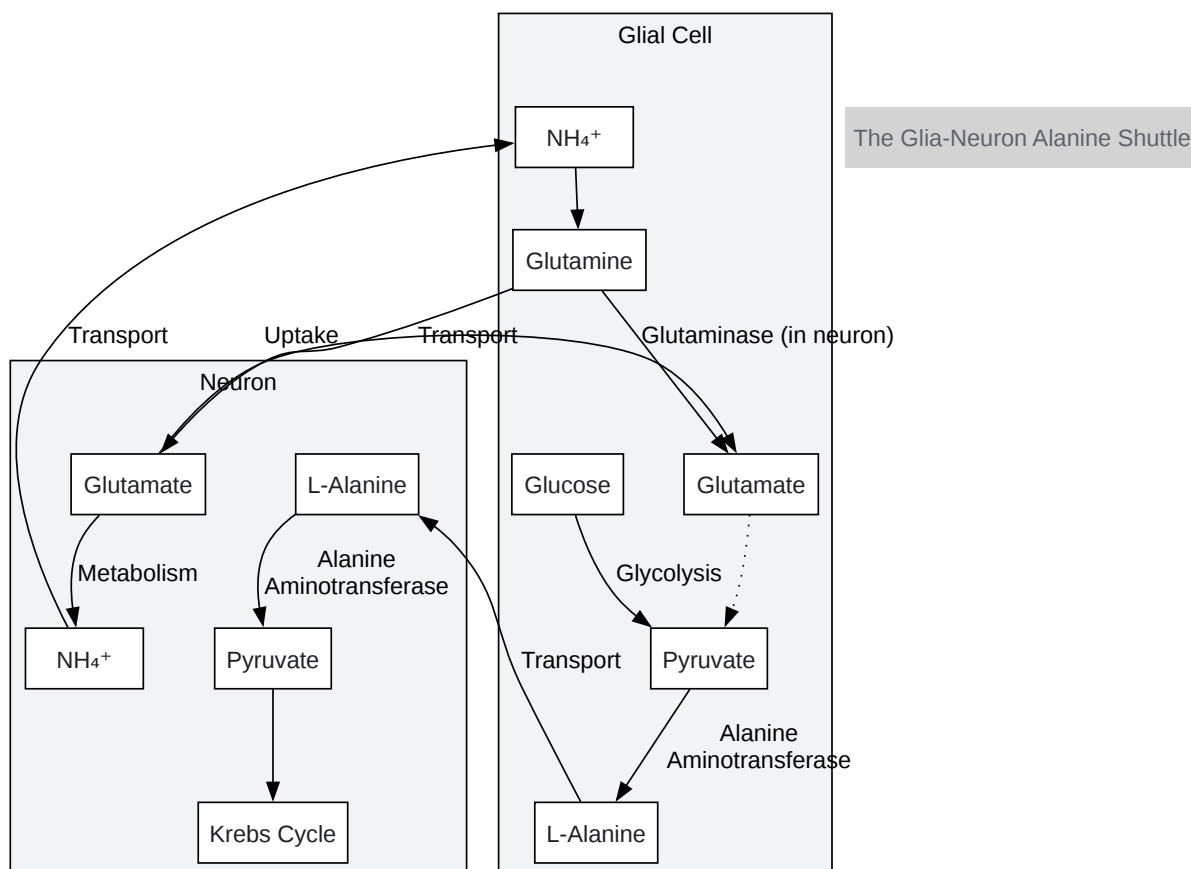 Glial Cell
NH₄⁺
The Glia-Neuron Alanine Shuttle
Glutamine
Transport
Uptake
Transport
Glutaminase (in neuron)
Neuron
Glutamate
L-Alanine
Glucose
Glutamate
Metabolism
Alanine
Aminotransferase
Glycolysis
NH₄⁺
Pyruvate
Transport
Pyruvate
Alanine
Aminotransferase
Krebs Cycle
L-Alanine